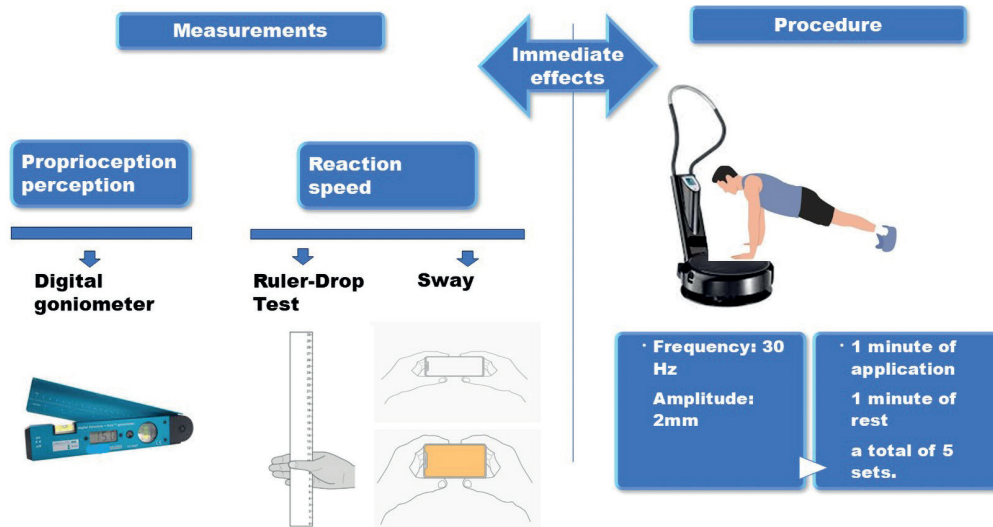 Measurements
Immediate
effects
Procedure
Proprioception
perception
Reaction
speed
Digital
goniometer
Ruler-Drop
Test
Sway
· Frequency: 30
Hz
Amplitude:
2mm
· 1 minute of
application
1 minute of
rest
a total of 5
sets.